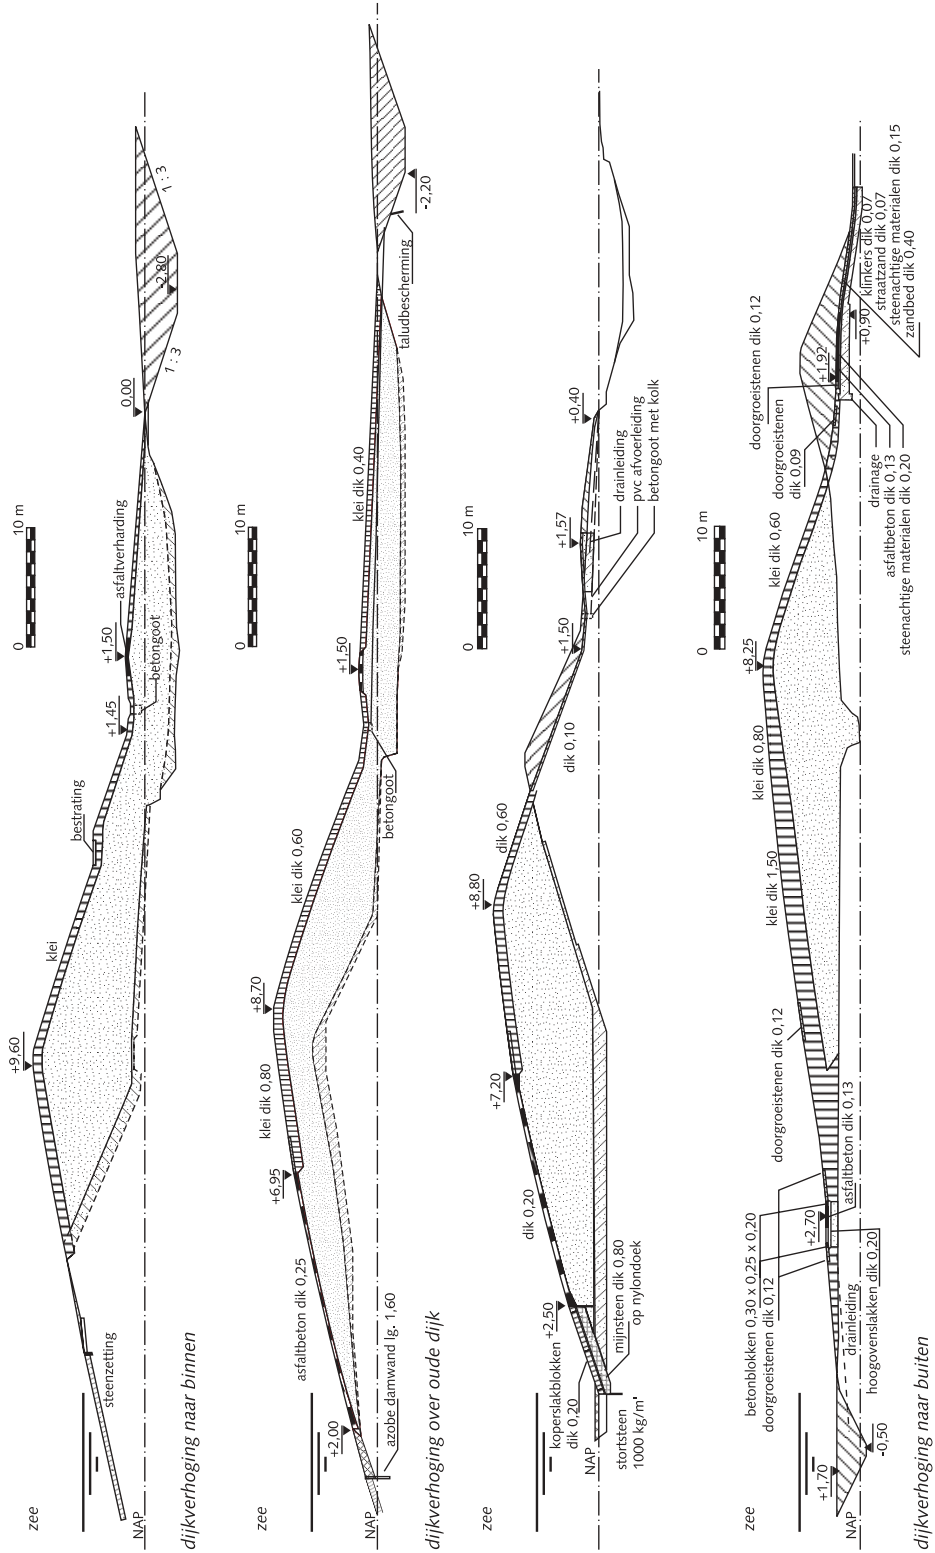 zee
NAP
steenzetting
+9,60
klei
bestrating
+1,45
+1,50
betongoot
asfaltverharding
0
10 m
0.00
1 : 3
-2.80
1 : 3
dijkverhoging naar binnen
zee
NAP
+2,00
azobe damwand lg. 1,60
asfaltbeton dik 0,25
+6,95
klei dik 0,80
+8,70
klei dik 0,60
betongoot
+1,50
0
10 m
klei dik 0,40
taludbescherming
-2,20
dijkverhoging over oude dijk
zee
NAP
stortsteen
1000 kg/m'
koperslakblokken
dik 0,20
+2,50
mijnsteen dik 0,80
op nylondoek
dik 0,20
+7,20
+8,80
dik 0,60
dik 0,10
+1,50
0
10 m
+1,57
drainleiding
pvc afvoerleiding
betongoot met kolk
+0,40
zee
NAP
+1,70
-0,50
betonblokken 0,30 x 0,25 x 0,20
doorgroeistenen dik 0,12
drainleiding
hoogovenslakken dik 0,20
+2,70
asfaltbeton dik 0,13
doorgroeistenen dik 0,12
klei dik 1,50
klei dik 0,80
+8,25
0
10 m
klei dik 0,60
doorgroeistenen
dik 0,09
doorgroeistenen dik 0,12
drainage
asfaltbeton dik 0,13
steenachtige materialen dik 0,20
+1,92
+0,90
klinkers dik 0,07
straatzand dik 0,07
steenachtige materialen dik 0,15
zandbed dik 0,40
dijkverhoging naar buiten